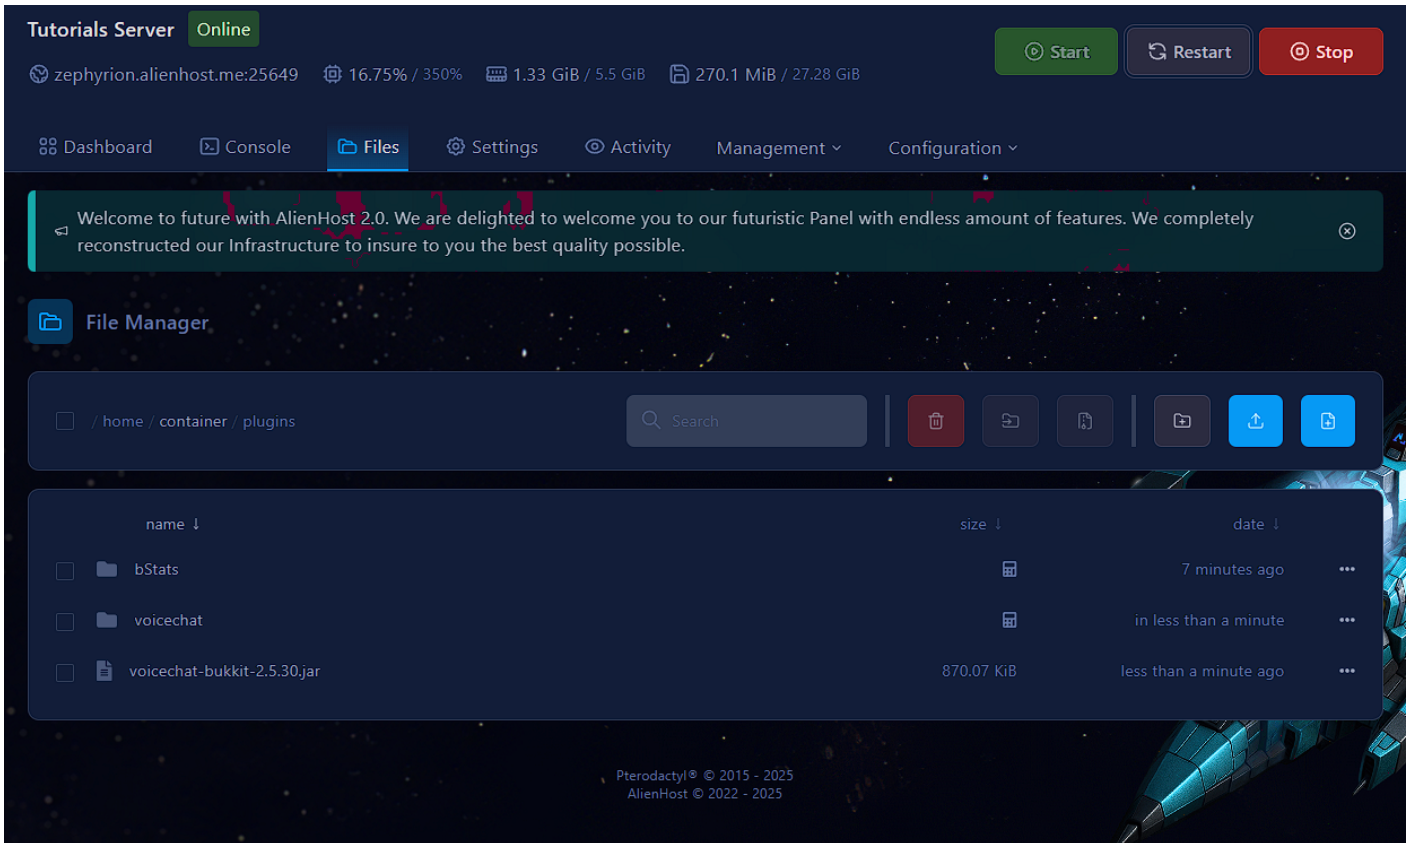 Tutorials Server Online
zephyrion.alienhost.me:25649 16.75% / 350% 1.33 GiB / 5.5 GiB 270.1 MiB / 27.28 GiB
Start Restart Stop
Dashboard Console Files Settings Activity Management Configuration
Welcome to future with AlienHost 2.0. We are delighted to welcome you to our futuristic Panel with endless amount of features. We completely
reconstructed our Infrastructure to insure to you the best quality possible.
File Manager
/ home / container / plugins Search
name ↓ size ↓ date ↓
bStats 7 minutes ago
voicechat in less than a minute
voicechat-bukkit-2.5.30.jar 870.07 KiB less than a minute ago
Pterodactyl® © 2015 - 2025
AlienHost © 2022 - 2025